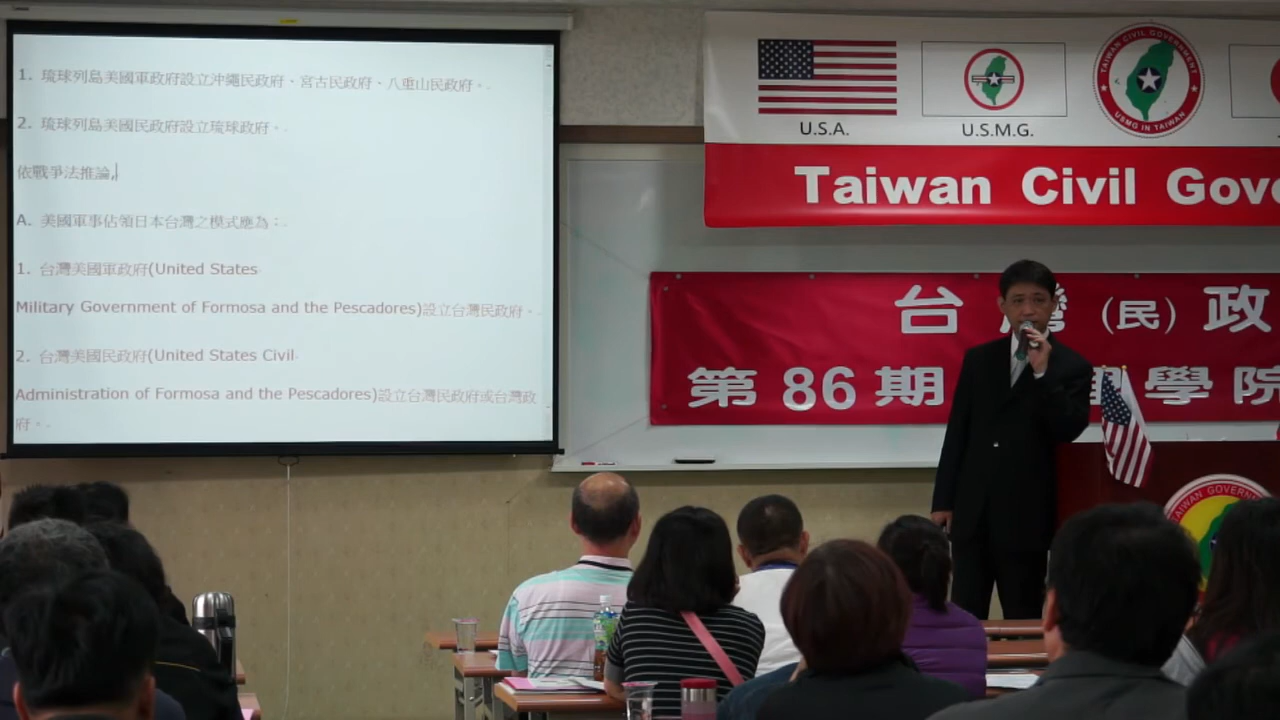 1. 琉球列島美國軍政府設立沖繩民政府、宮古民政府、八重山民政府。
2. 琉球列島美國民政府設立琉球政府。
依戰爭法推論,
A. 美國軍事佔領日本台灣之模式應為：
1. 台灣美國軍政府(United States
Military Government of Formosa and the Pescadores)設立台灣民政府。
2. 台灣美國民政府(United States Civil
Administration of Formosa and the Pescadores)設立台灣民政府或台灣政
府。
U.S.A.
U.S.M.G.
TAIWAN CIVIL GOVERNMENT
USMG IN TAIWAN
Taiwan Civil Gove
台灣(民)政
第86期 學院
TAIWAN GOVERN